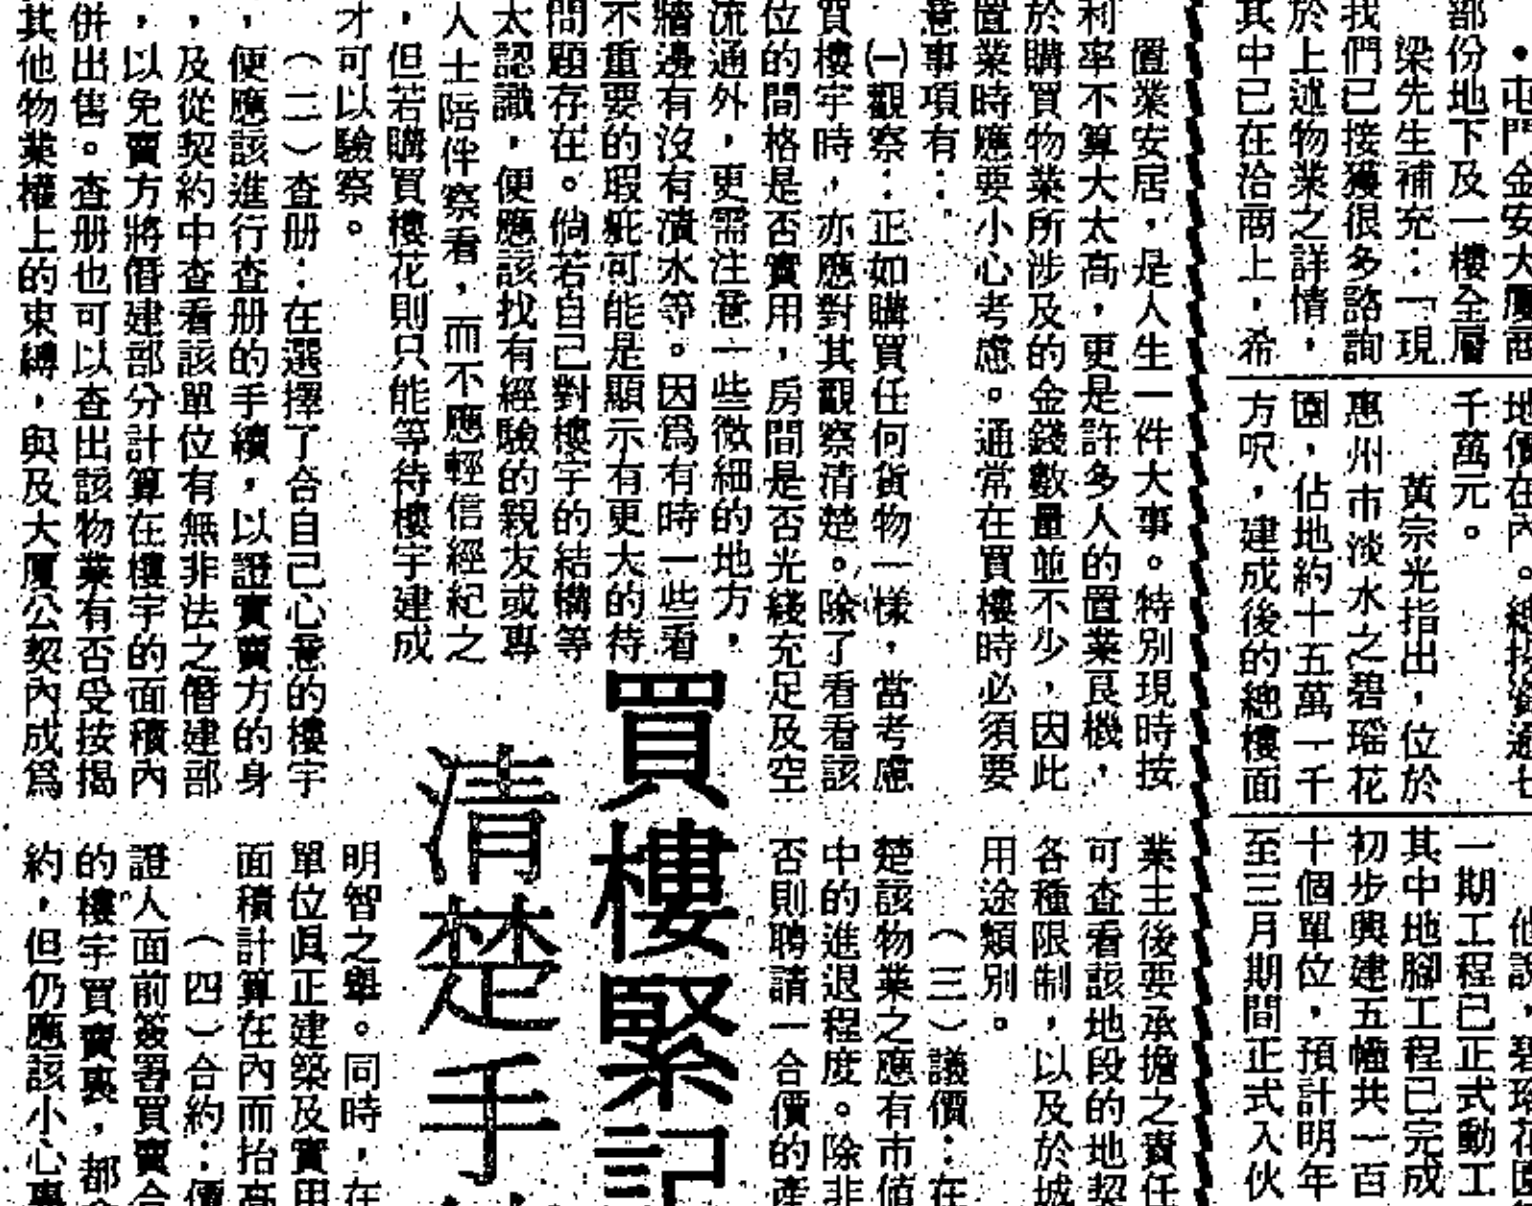 •屯門金安大厦商
部份地下及一樓全層
梁先生補充：「現
我們已接獲很多諮詢
於上述物業之詳情，
其中已在洽商上，希
千萬元。
黃宗光指出，位於
惠州市淡水之碧瑶花
園，佔地約十五萬一千
方呎，建成後的總樓面
一期工程已正式動工
其中地腳工程已完成
初步興建五幢共一百
十個單位，預計明年
至三月期間正式入伙
買樓緊記
清楚手
置業安居，是人生一件大事。特別現時按
利率不算大太高，更是許多人的置業良機，
於購買物業所涉及的金錢數量並不少，因此
置業時應要小心考慮。通常在買樓時必須要
意事項有：
㈠觀察：正如購買任何貨物一樣，當考慮
買樓宇時，亦應對其觀察清楚。除了看看該
位的間格是否實用，房間是否光綫充足及空
流通外，更需注意一些微細的地方，
牆邊有沒有漬水等。因爲有時一些看
不重要的瑕疵可能是顯示有更大的待
問題存在。倘若自己對樓宇的結構等
太認識，便應該找有經驗的親友或專
人士陪伴察看，而不應輕信經紀之
，但若購買樓花則只能等待樓宇建成
才可以驗察。
（二）查册：在選擇了合自己心意的樓宇
，便應該進行查册的手續，以證實賣方的身
，及從契約中查看該單位有無非法之僭建部
，以免賣方將僭建部分計算在樓宇的面積內
併出售。查册也可以查出該物業有否受按揭
其他物業權上的束縛，與及大厦公契內成爲
業主後要承擔之責任
可查看該地段的地契
各種限制，以及於城
用途類別。
（三）議價：在
楚該物業之應有市値
中的進退程度。除非
否則聘請一合價的產
明智之舉。同時，在
單位眞正建築及實用
面積計算在內而抬高
（四）合約：價
證人面前簽署買賣合
的樓宇買賣裏，都
約，但仍應該小心專